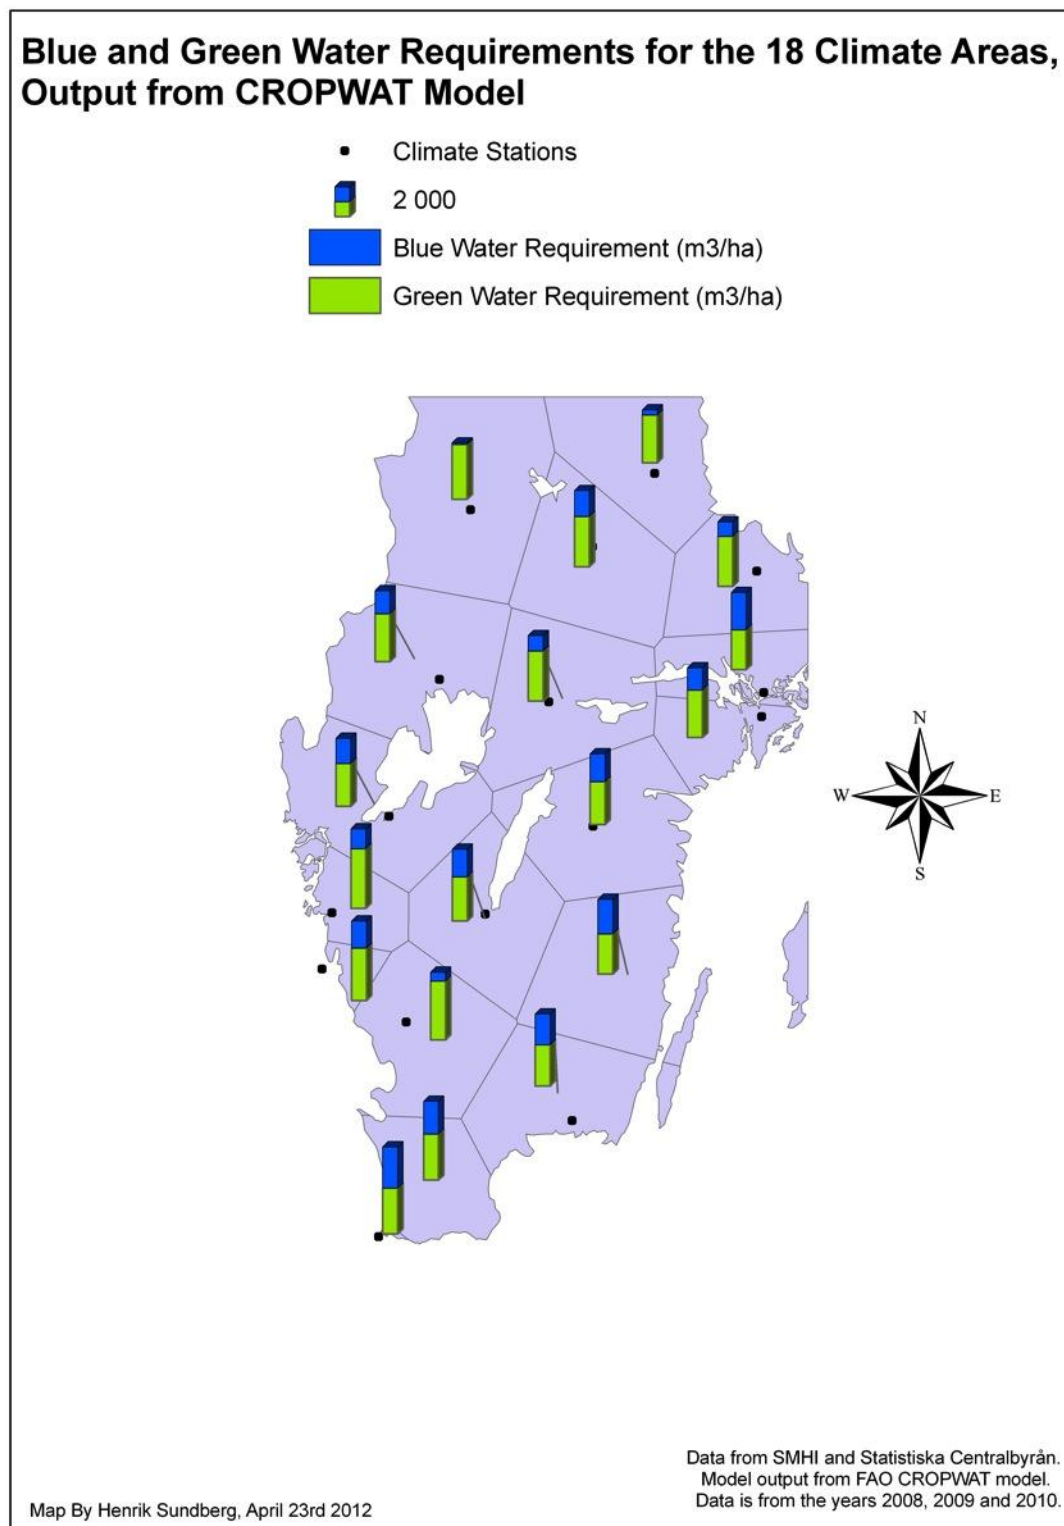 Blue and Green Water Requirements for the 18 Climate Areas,
Output from CROPWAT Model
Climate Stations
2 000
Blue Water Requirement (m3/ha)
Green Water Requirement (m3/ha)
N
W
E
S
Data from SMHI and Statistiska Centralbyrån.
Model output from FAO CROPWAT model.
Data is from the years 2008, 2009 and 2010.
Map By Henrik Sundberg, April 23rd 2012